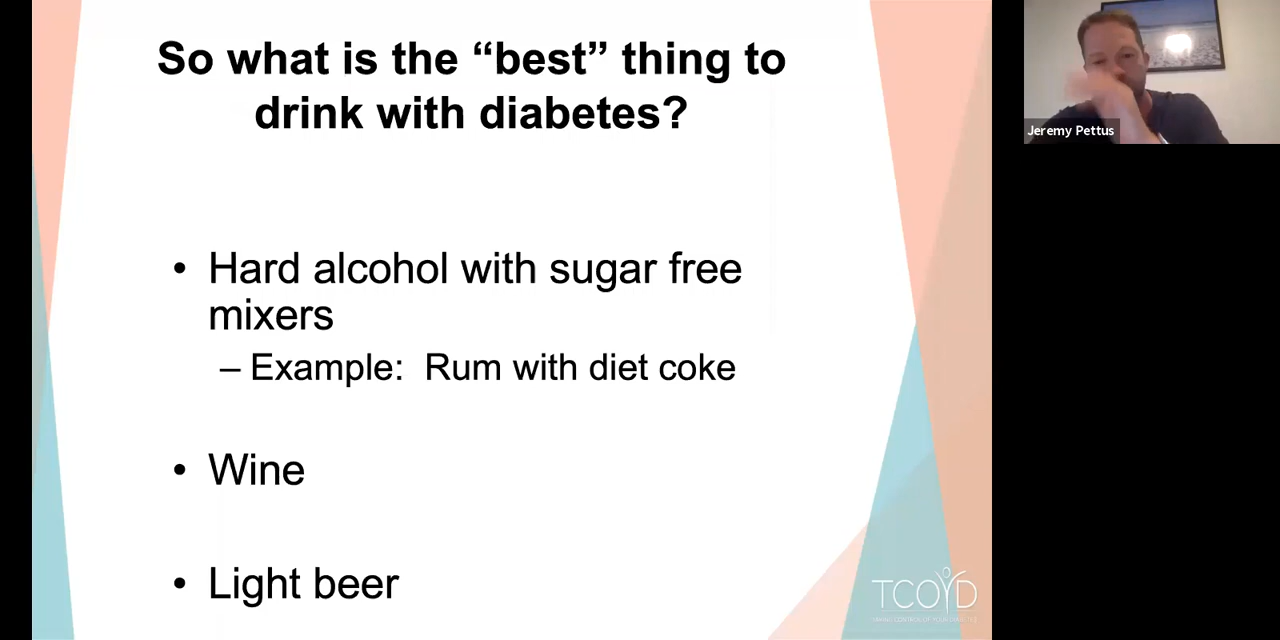 So what is the “best” thing to
drink with diabetes?
• Hard alcohol with sugar free
mixers
– Example: Rum with diet coke
• Wine
• Light beer
TCOYD
Jeremy Pettus